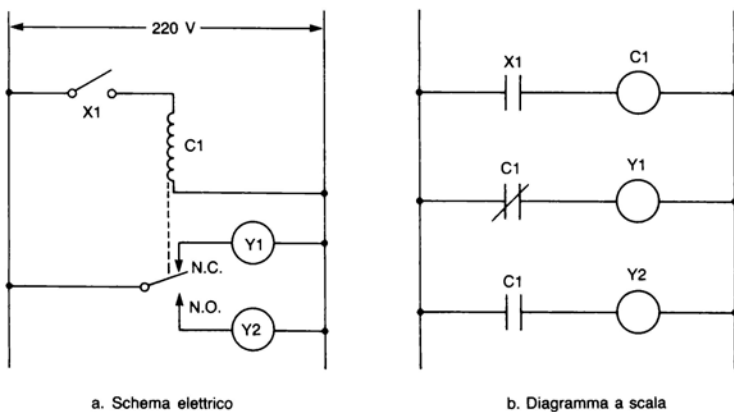 220 V
X1
C1
Y1
N.C.
N.O.
Y2
a. Schema elettrico
X1
C1
C1
Y1
C1
Y2
b. Diagramma a scala